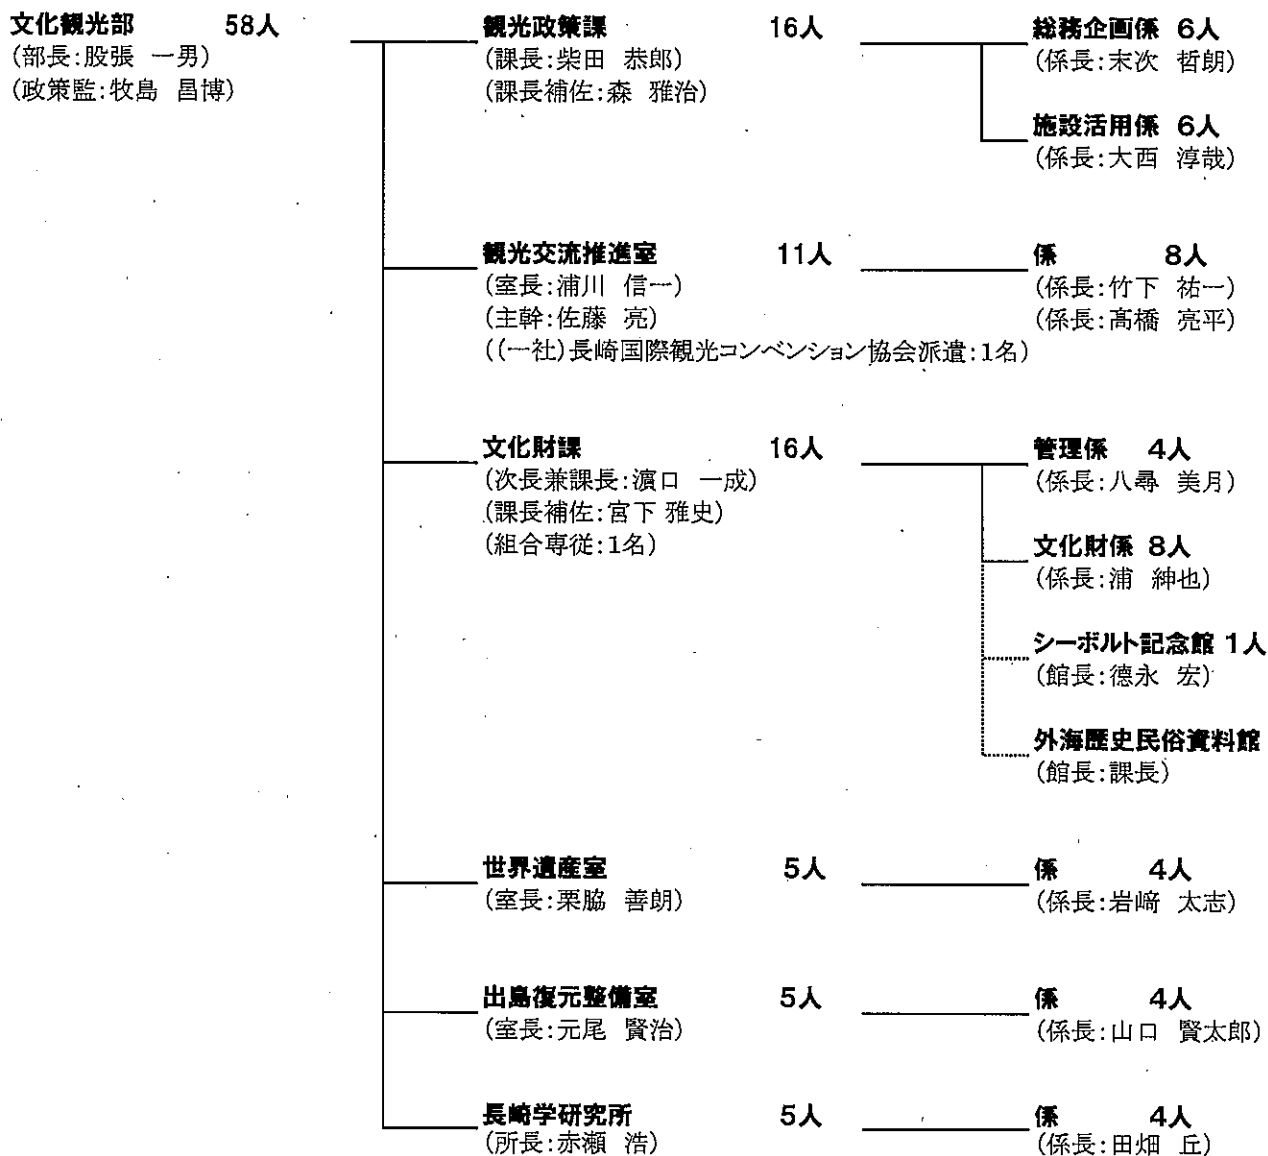 文化観光部 58人
(部長:股張 一男)
(政策監:牧島 昌博)
観光政策課 16人
(課長:柴田 恭郎)
(課長補佐:森 雅治)
総務企画係 6人
(係長:末次 哲朗)
施設活用係 6人
(係長:大西 淳哉)
観光交流推進室 11人
(室長:浦川 信一)
(主幹:佐藤 亮)
((一社)長崎国際観光コンベンション協会派遣:1名)
係 8人
(係長:竹下 祐一)
(係長:髙橋 亮平)
文化財課 16人
(次長兼課長:濵口 一成)
(課長補佐:宮下 雅史)
(組合専従:1名)
管理係 4人
(係長:八尋 美月)
文化財係 8人
(係長:浦 紳也)
シーボルト記念館 1人
(館長:德永 宏)
外海歴史民俗資料館
(館長:課長)
世界遺産室 5人
(室長:栗脇 善朗)
係 4人
(係長:岩﨑 太志)
出島復元整備室 5人
(室長:元尾 賢治)
係 4人
(係長:山口 賢太郎)
長崎学研究所 5人
(所長:赤瀬 浩)
係 4人
(係長:田畑 丘)